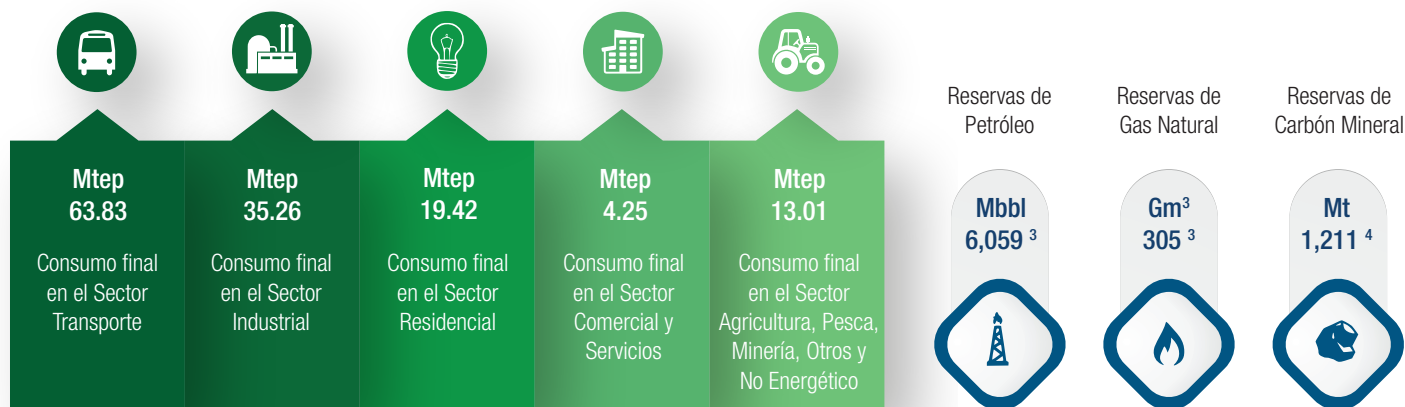 Mtep
63.83
Consumo final
en el Sector
Transporte
Mtep
35.26
Consumo final
en el Sector
Industrial
Mtep
19.42
Consumo final
en el Sector
Residencial
Mtep
4.25
Consumo final
en el Sector
Comercial y
Servicios
Mtep
13.01
Consumo final
en el Sector
Agricultura, Pesca,
Minería, Otros y
No Energético
Reservas de
Petróleo
Mbbl
6,059 ³
Reservas de
Gas Natural
Gm³
305 ³
Reservas de
Carbón Mineral
Mt
1,211 ⁴